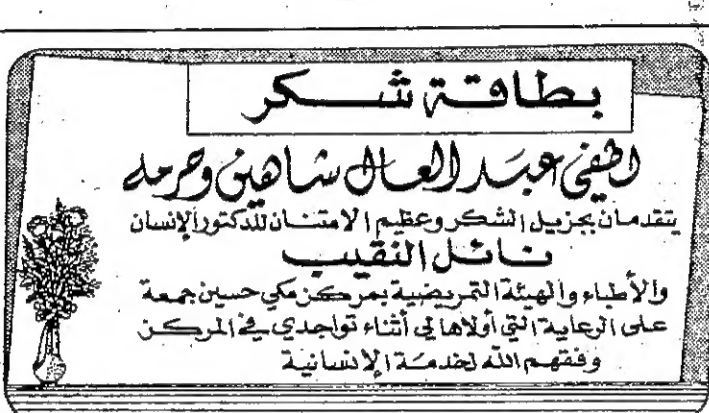 بطاقة شكر
لطفي عبد العال شاهين وحرمه
يتقدمان بجزيل الشكر وعظيم الامتنان للدكتور الإنسان
نائل النقيب
والأطباء والهيئة التمريضية بمركز مكي حسين جمعة
على الرعاية التي أولاها لي أثناء تواجدي في المركز
وفقهم الله لخدمة الإنسانية